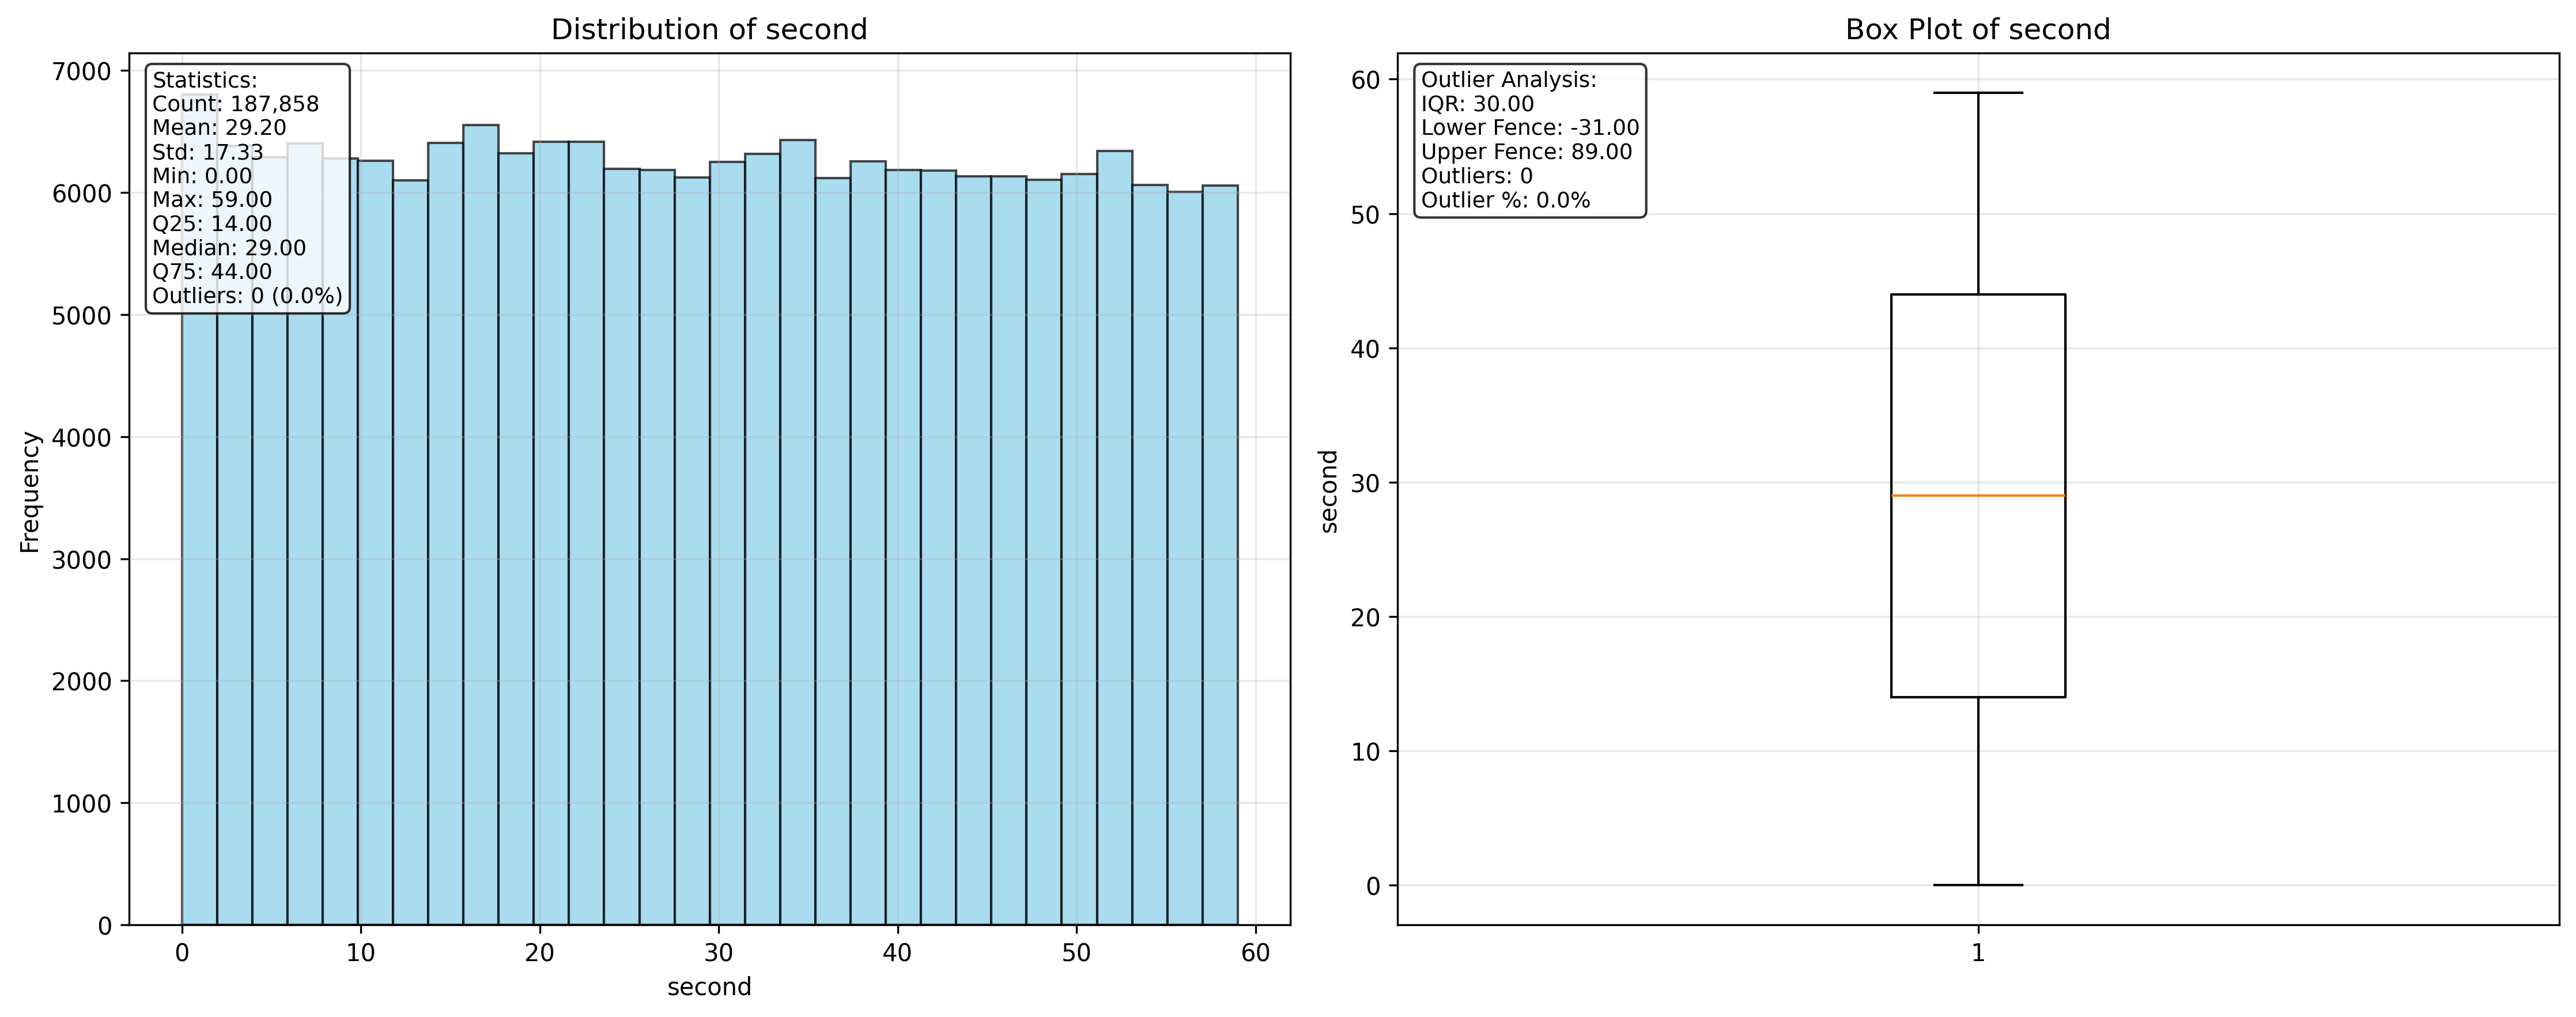 Distribution of second
7000
6000
5000
4000
3000
2000
1000
0
Frequency
Statistics:
Count: 187,858
Mean: 29.20
Std: 17.33
Min: 0.00
Max: 59.00
Q25: 14.00
Median: 29.00
Q75: 44.00
Outliers: 0 (0.0%)
0 10 20 30 40 50 60
second
Box Plot of second
60
50
40
30
20
10
0
second
Outlier Analysis:
IQR: 30.00
Lower Fence: -31.00
Upper Fence: 89.00
Outliers: 0
Outlier %: 0.0%
1